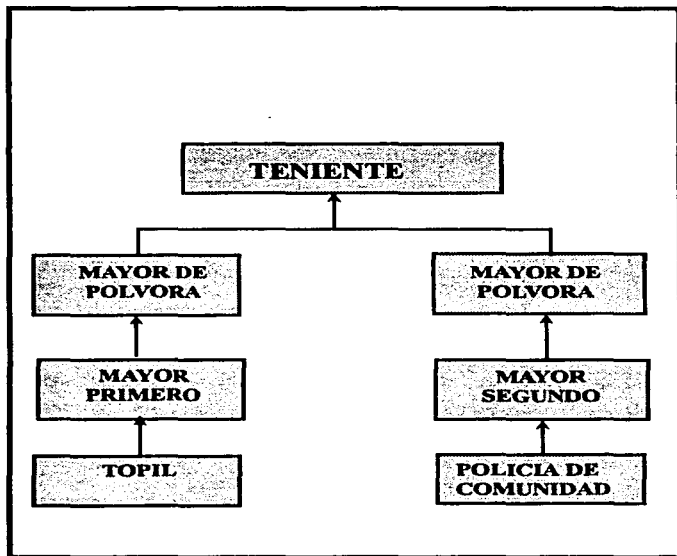 TENIENTE
MAYOR DE
POLVORA
MAYOR DE
POLVORA
MAYOR
PRIMERO
MAYOR
SEGUNDO
TOPIL
POLICIA DE
COMUNIDAD